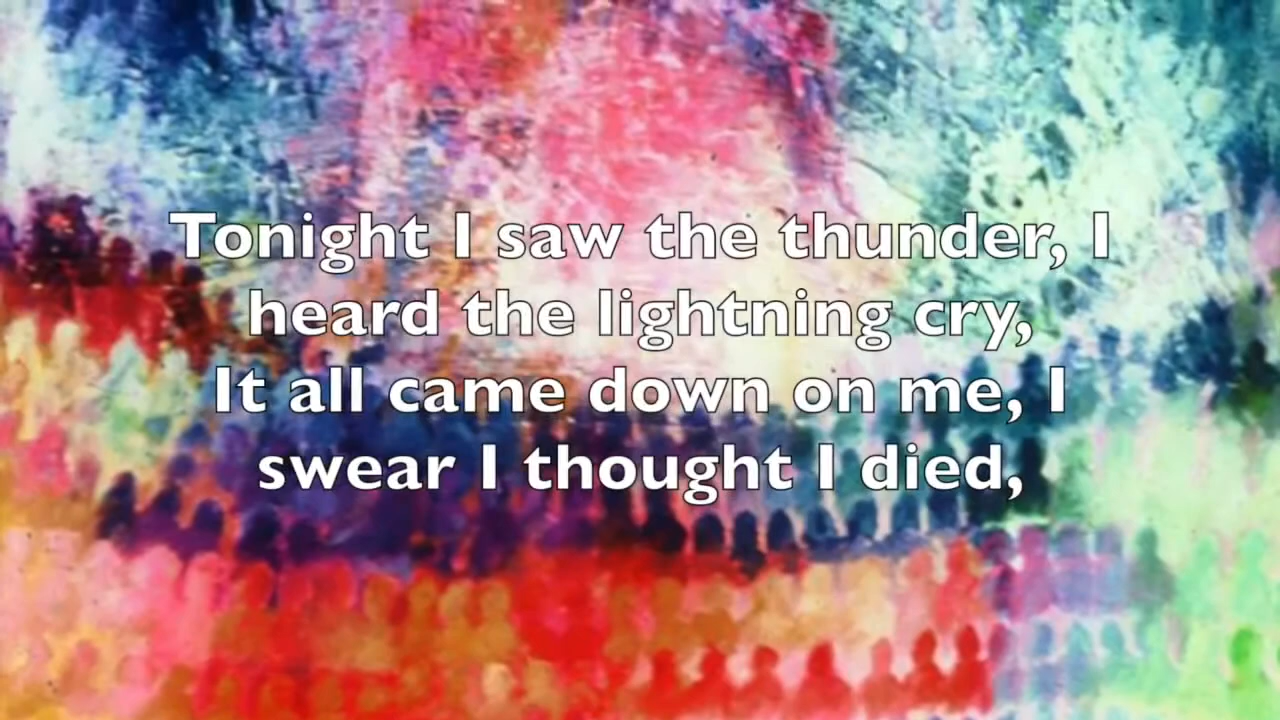 Tonight I saw the thunder, I
heard the lightning cry,
It all came down on me, I
swear I thought I died,